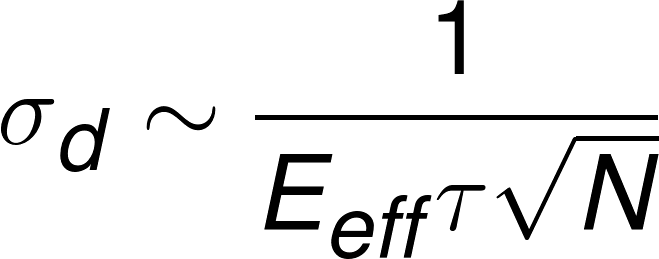 σ_d ∼ 1 / (E_eff τ √N)